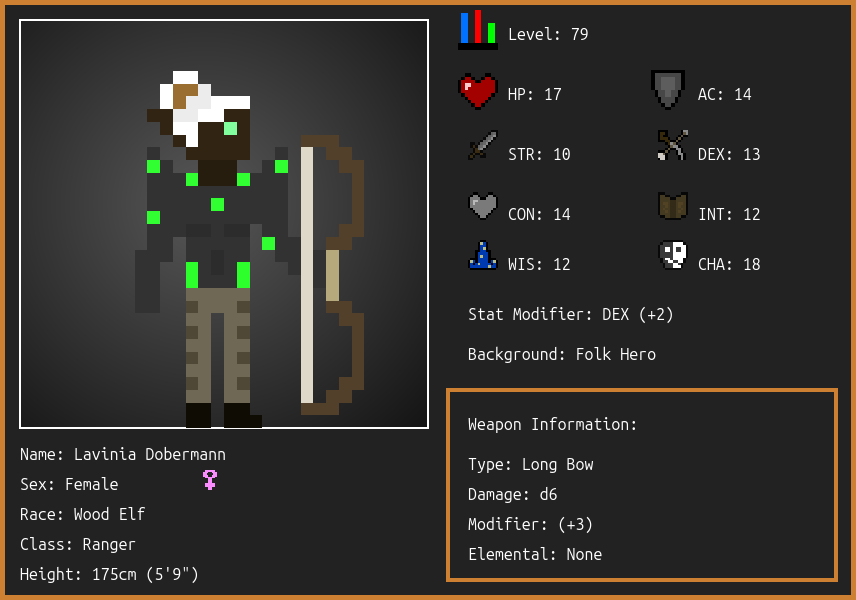 Level: 79
HP: 17
AC: 14
STR: 10
DEX: 13
CON: 14
INT: 12
WIS: 12
CHA: 18
Stat Modifier: DEX (+2)
Background: Folk Hero
Weapon Information:
Type: Long Bow
Damage: d6
Modifier: (+3)
Elemental: None
Name: Lavinia Dobermann
Sex: Female
Race: Wood Elf
Class: Ranger
Height: 175cm (5'9")